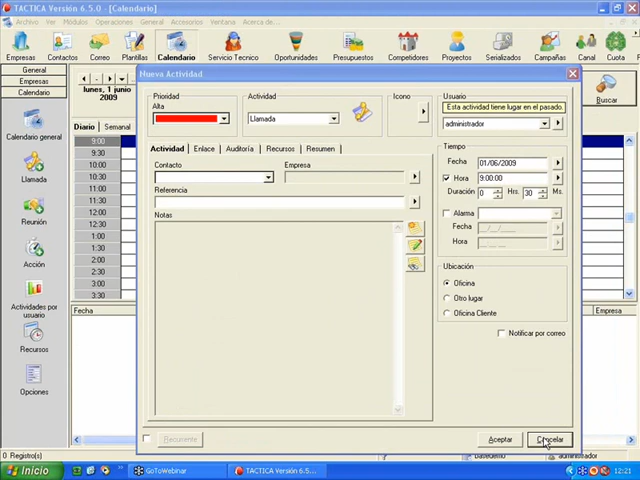 TACTICA Versión 6.5.0 - [Calendario]
Archivo Ver Módulos Operaciones General Accesorios Ventana Acerca de...
Empresas Contactos Correo Plantillas Calendario Servicio Tecnico Oportunidades Presupuestos Competidores Proyectos Serializados Campañas Canal Cuota
General
Empresas
Calendario
Calendario general
Llamada
Reunión
Acción
Actividades por usuario
Recursos
Opciones
lunes, 1 junio 2009
Buscar
Diario Semanal
9:00
9:30
10:00
10:30
11:00
11:30
12:00
12:30
1:00
1:30
2:00
2:30
3:00
3:30
Fecha
Empresa
Nueva Actividad
Prioridad
Alta
Actividad
Llamada
Icono
Usuario
Esta actividad tiene lugar en el pasado.
administrador
Actividad Enlace Auditoría Recursos Resumen
Contacto
Empresa
Referencia
Notas
Tiempo
Fecha 01/06/2009
Hora 9:00:00
Duración 0 Hrs. 30 Ms.
Alarma
Fecha __/__/____
Hora
Ubicación
Oficina
Otro lugar
Oficina Cliente
Notificar por correo
Recurrente
Aceptar
Cancelar
0 Registro(s)
administrador
Inicio
GoToWebinar
TACTICA Versión 6.5....
12:21